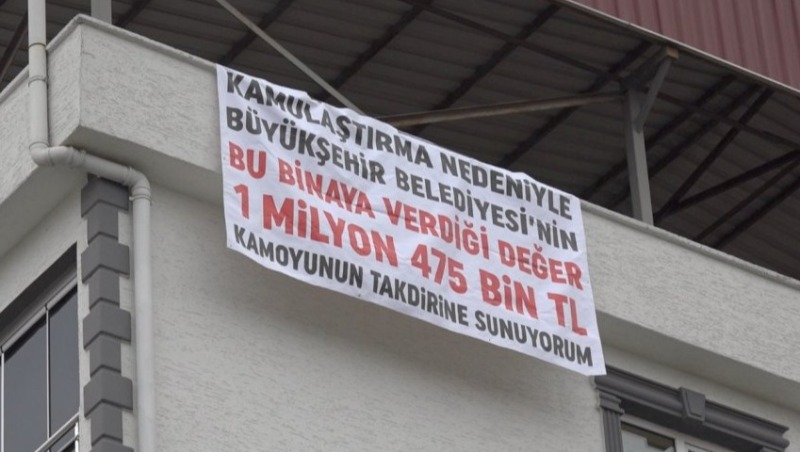 KAMULAŞTIRMA NEDENİYLE
BÜYÜKŞEHİR BELEDİYESİ'NİN
BU BİNAYA VERDİĞİ DEĞER
1 MİLYON 475 BİN TL
KAMOYUNUN TAKDİRİNE SUNUYORUM